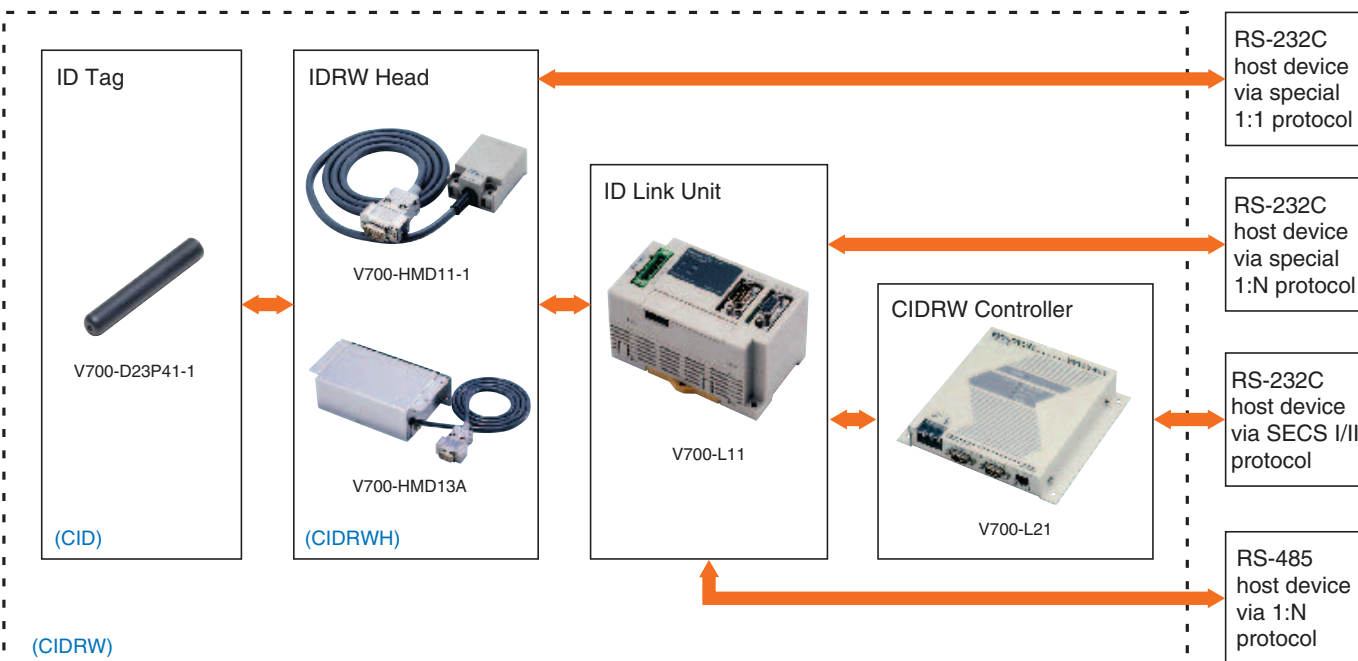 ID Tag
V700-D23P41-1
(CID)
IDRW Head
V700-HMD11-1
V700-HMD13A
(CIDRWH)
ID Link Unit
V700-L11
CIDRW Controller
V700-L21
(CIDRW)
RS-232C
host device
via special
1:1 protocol
RS-232C
host device
via special
1:N protocol
RS-232C
host device
via SECS I/II
protocol
RS-485
host device
via 1:N
protocol